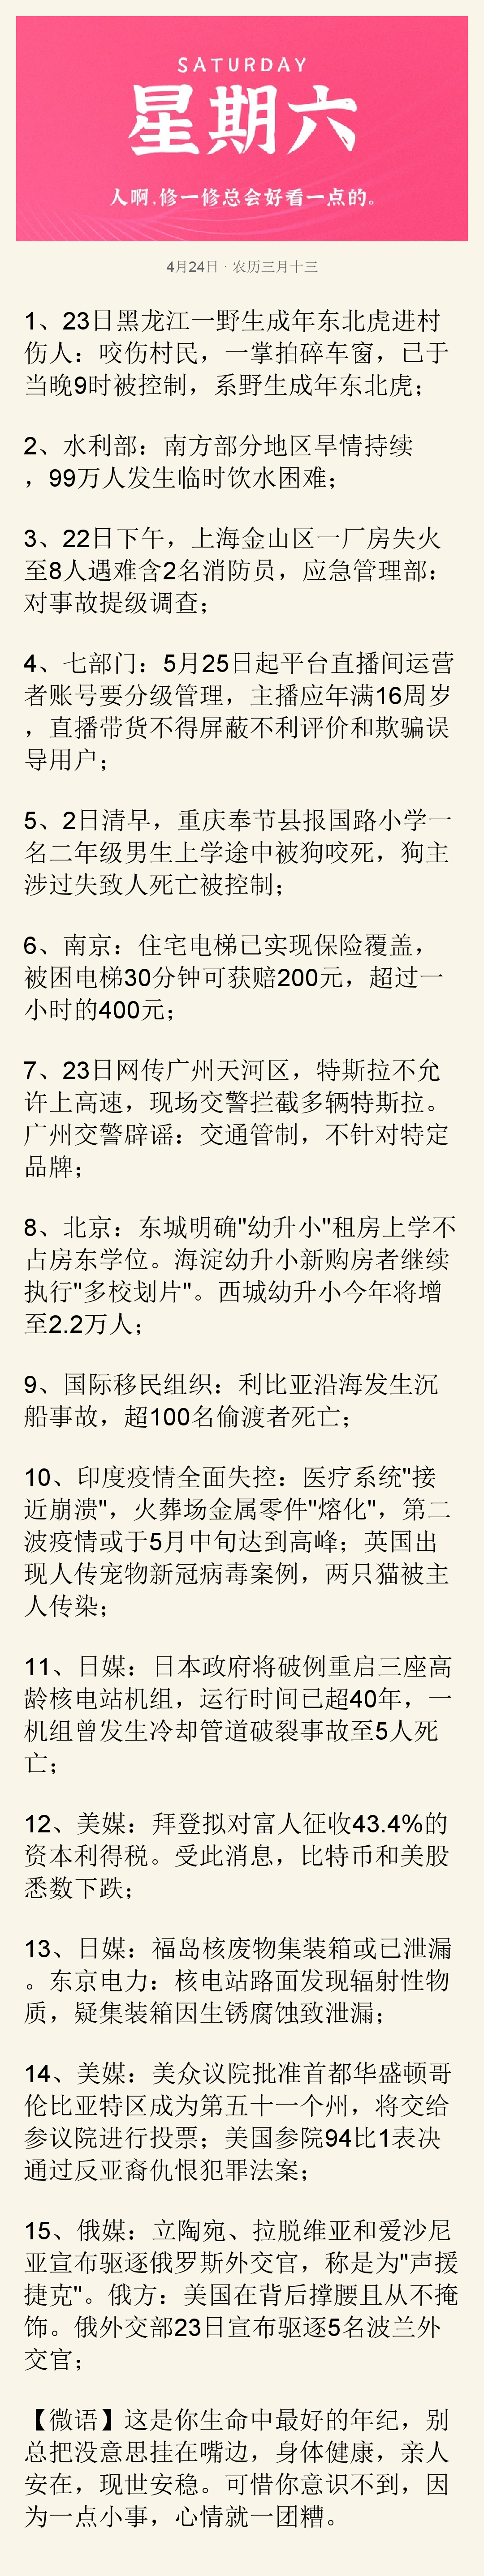 SATURDAY
星期六
人啊,修一修总会好看一点的。
4月24日 · 农历三月十三
1、23日黑龙江一野生成年东北虎进村
伤人：咬伤村民，一掌拍碎车窗，已于
当晚9时被控制，系野生成年东北虎；
2、水利部：南方部分地区旱情持续
，99万人发生临时饮水困难；
3、22日下午，上海金山区一厂房失火
至8人遇难含2名消防员，应急管理部：
对事故提级调查；
4、七部门：5月25日起平台直播间运营
者账号要分级管理，主播应年满16周岁
，直播带货不得屏蔽不利评价和欺骗误
导用户；
5、2日清早，重庆奉节县报国路小学一
名二年级男生上学途中被狗咬死，狗主
涉过失致人死亡被控制；
6、南京：住宅电梯已实现保险覆盖，
被困电梯30分钟可获赔200元，超过一
小时的400元；
7、23日网传广州天河区，特斯拉不允
许上高速，现场交警拦截多辆特斯拉。
广州交警辟谣：交通管制，不针对特定
品牌；
8、北京：东城明确"幼升小"租房上学不
占房东学位。海淀幼升小新购房者继续
执行"多校划片"。西城幼升小今年将增
至2.2万人；
9、国际移民组织：利比亚沿海发生沉
船事故，超100名偷渡者死亡；
10、印度疫情全面失控：医疗系统"接
近崩溃"，火葬场金属零件"熔化"，第二
波疫情或于5月中旬达到高峰；英国出
现人传宠物新冠病毒案例，两只猫被主
人传染；
11、日媒：日本政府将破例重启三座高
龄核电站机组，运行时间已超40年，一
机组曾发生冷却管道破裂事故至5人死
亡；
12、美媒：拜登拟对富人征收43.4%的
资本利得税。受此消息，比特币和美股
悉数下跌；
13、日媒：福岛核废物集装箱或已泄漏
。东京电力：核电站路面发现辐射性物
质，疑集装箱因生锈腐蚀致泄漏；
14、美媒：美众议院批准首都华盛顿哥
伦比亚特区成为第五十一个州，将交给
参议院进行投票；美国参院94比1表决
通过反亚裔仇恨犯罪法案；
15、俄媒：立陶宛、拉脱维亚和爱沙尼
亚宣布驱逐俄罗斯外交官，称是为"声援
捷克"。俄方：美国在背后撑腰且从不掩
饰。俄外交部23日宣布驱逐5名波兰外
交官；
【微语】这是你生命中最好的年纪，别
总把没意思挂在嘴边，身体健康，亲人
安在，现世安稳。可惜你意识不到，因
为一点小事，心情就一团糟。